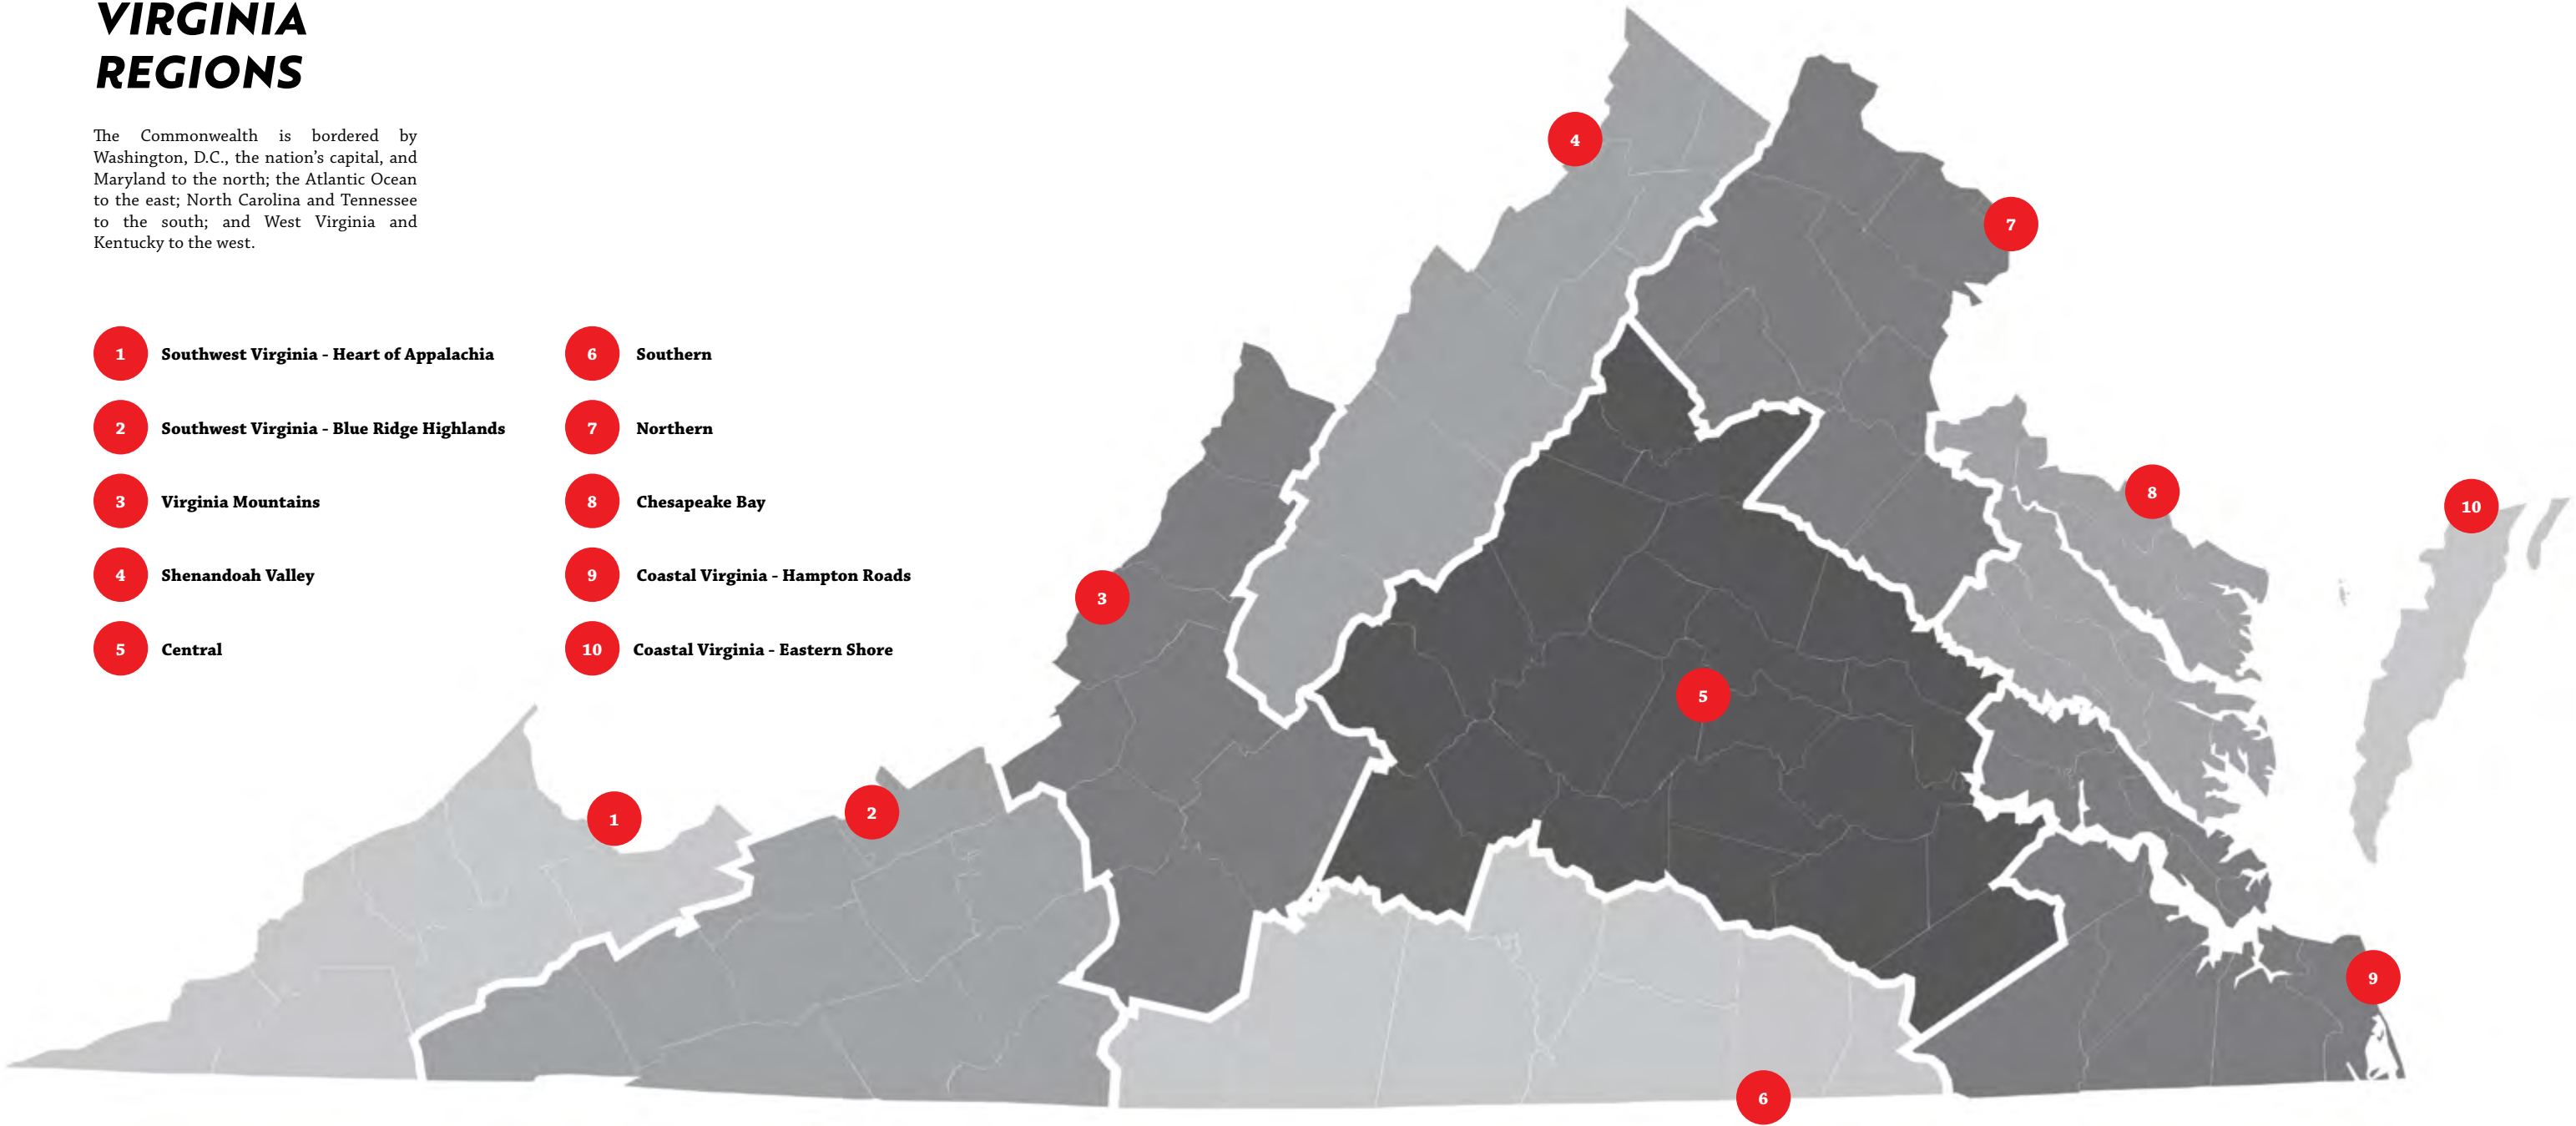 VIRGINIA
REGIONS
The Commonwealth is bordered by
Washington, D.C., the nation's capital, and
Maryland to the north; the Atlantic Ocean
to the east; North Carolina and Tennessee
to the south; and West Virginia and
Kentucky to the west.
1 Southwest Virginia - Heart of Appalachia
2 Southwest Virginia - Blue Ridge Highlands
3 Virginia Mountains
4 Shenandoah Valley
5 Central
6 Southern
7 Northern
8 Chesapeake Bay
9 Coastal Virginia - Hampton Roads
10 Coastal Virginia - Eastern Shore
4
7
8
10
3
5
1
2
9
6